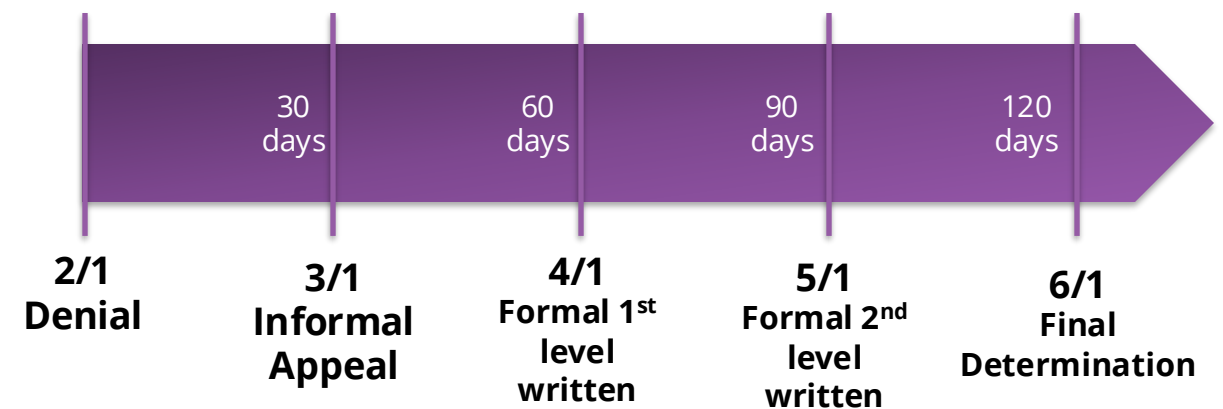 30
days
60
days
90
days
120
days
2/1
Denial
3/1
Informal
Appeal
4/1
Formal 1st
level
written
5/1
Formal 2nd
level
written
6/1
Final
Determination